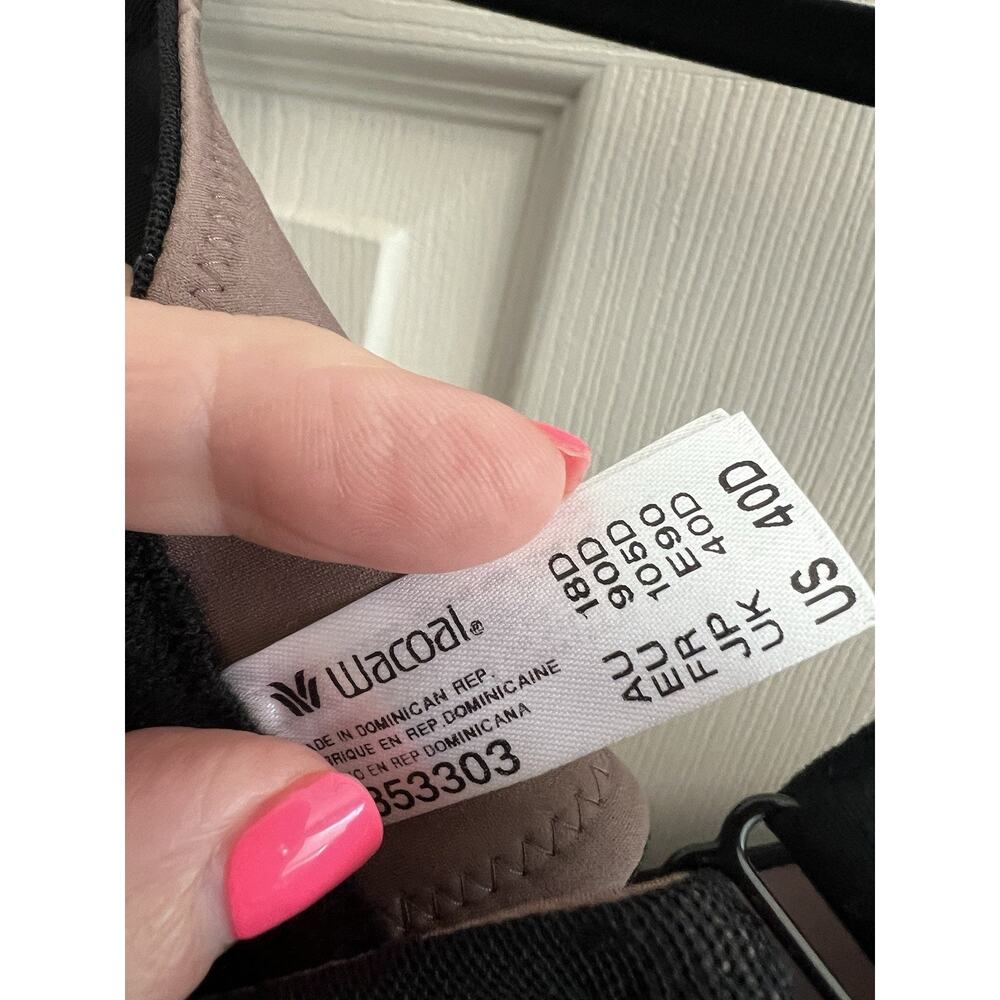 Wacoal®
ADE IN DOMINICAN REP.
BRIQUE EN REP. DOMINICAINE
EN REP DOMINICANA
853303
US 40D
UK 40D
JP E90
FR 105D
EU 90D
AU 18D